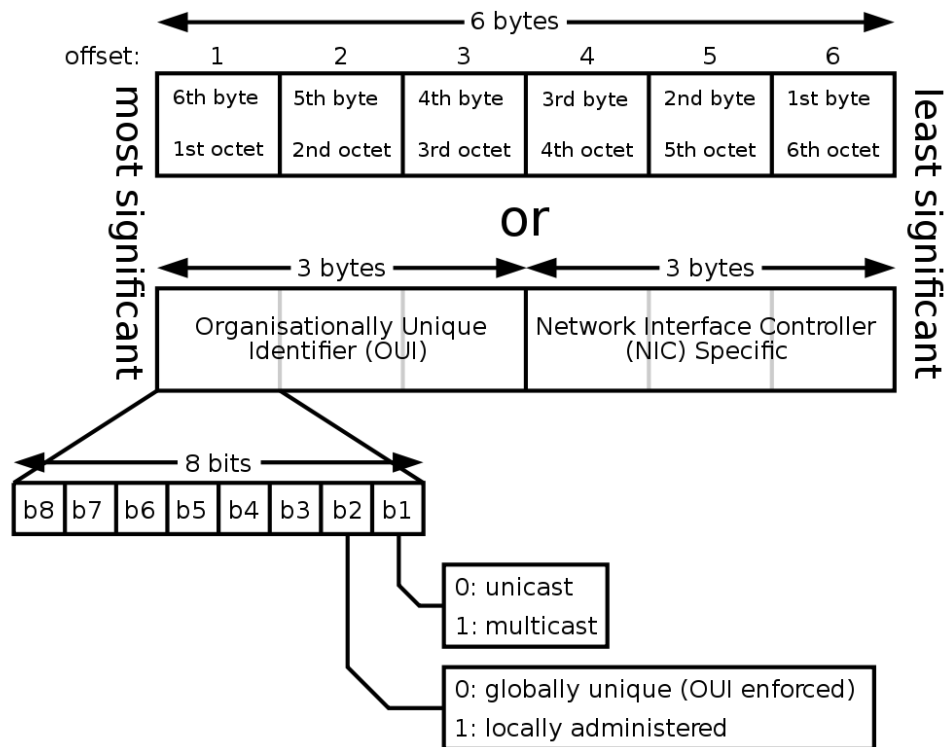 6 bytes
offset: 1 2 3 4 5 6
most significant
6th byte 5th byte 4th byte 3rd byte 2nd byte 1st byte
1st octet 2nd octet 3rd octet 4th octet 5th octet 6th octet
least significant
or
3 bytes 3 bytes
Organisationally Unique
Identifier (OUI)
Network Interface Controller
(NIC) Specific
8 bits
b8 b7 b6 b5 b4 b3 b2 b1
0: unicast
1: multicast
0: globally unique (OUI enforced)
1: locally administered